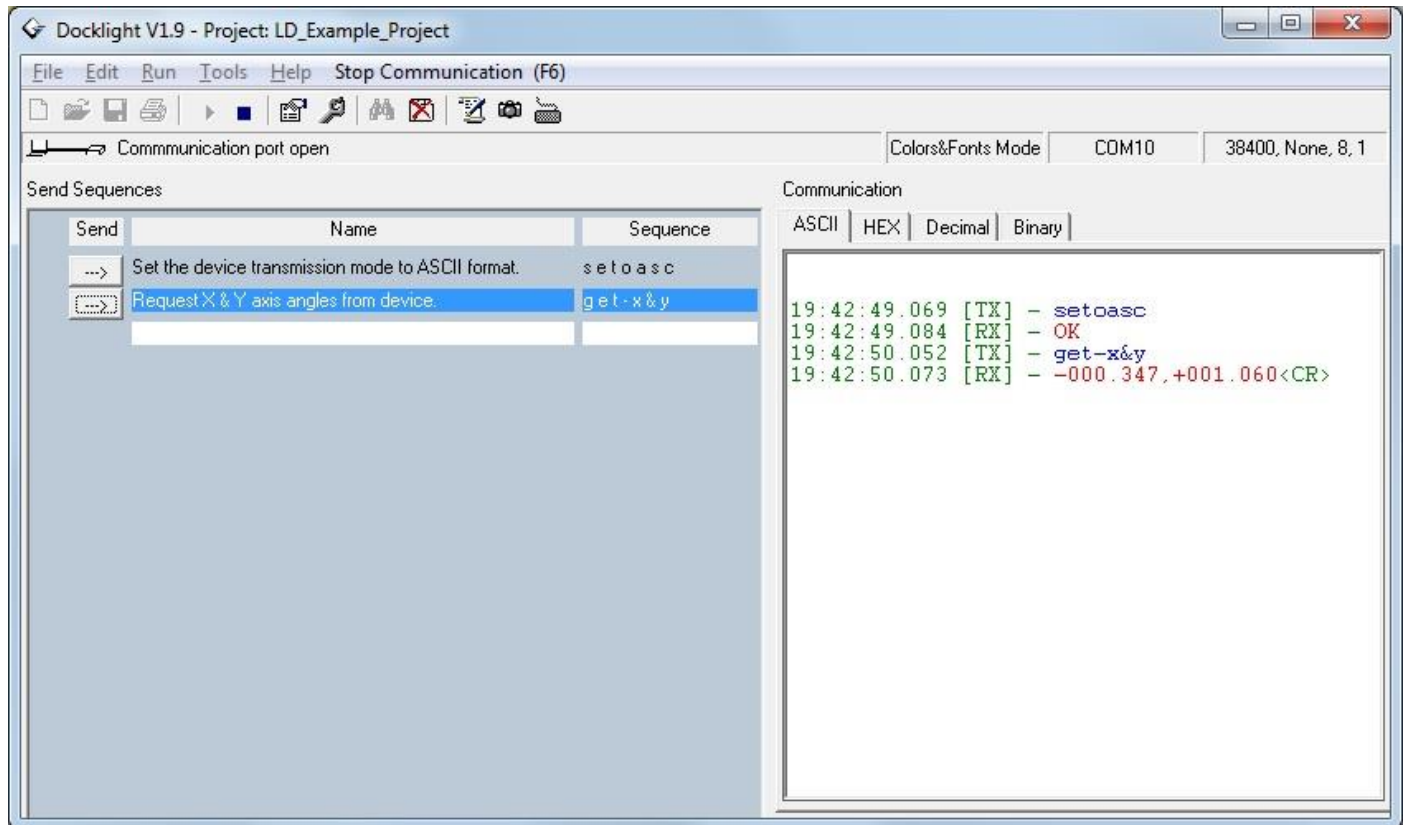 Docklight V1.9 - Project: LD_Example_Project
File Edit Run Tools Help Stop Communication (F6)
Commmunication port open Colors&Fonts Mode COM10 38400, None, 8, 1
Send Sequences
Send Name Sequence
---> Set the device transmission mode to ASCII format. s e t o a s c
---> Request X & Y axis angles from device. g e t - x & y
Communication
ASCII HEX Decimal Binary
19:42:49.069 [TX] - setoasc
19:42:49.084 [RX] - OK
19:42:50.052 [TX] - get-x&y
19:42:50.073 [RX] - -000.347,+001.060<CR>